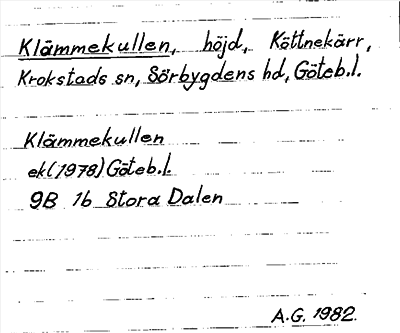 Klämmekullen, höjd, Köttnekärr,
Krokstads sn, Sörbygdens hd, Göteb.l.
Klämmekullen
ek(1978) Göteb.l.
9B 1b Stora Dalen
A.G. 1982.